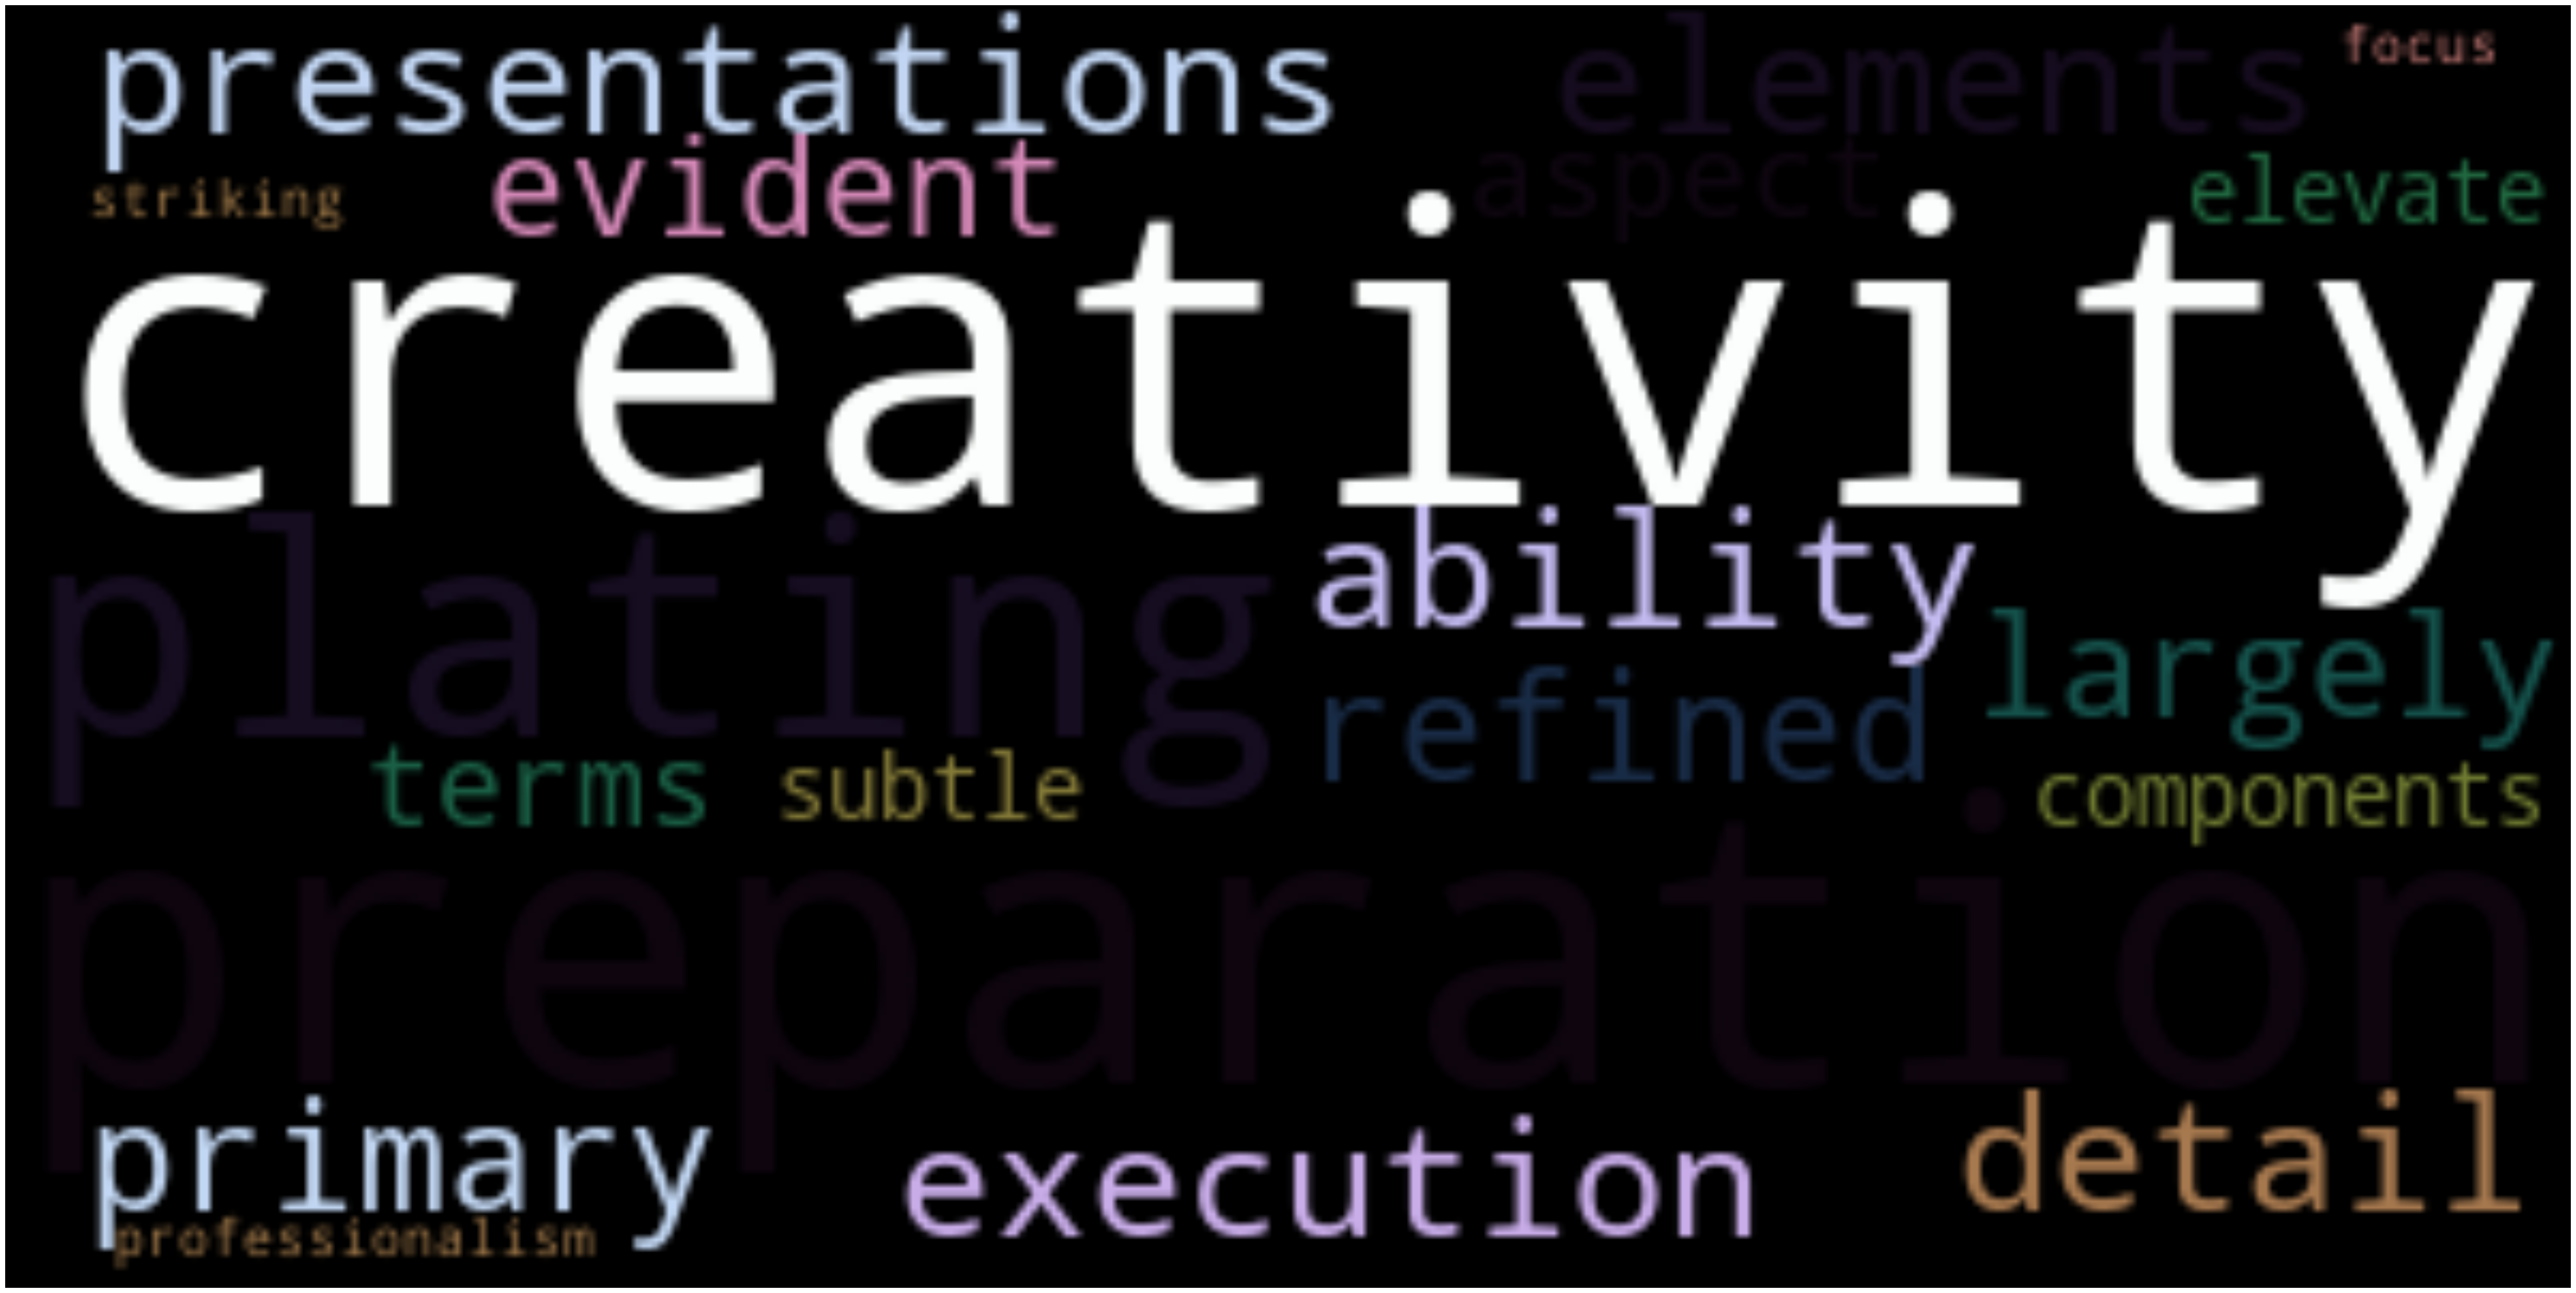 presentations
elements
focus
striking
evident
aspect
elevate
creativity
plating
ability
refined
largely
terms
subtle
components
preparation
primary
execution
detail
professionalism